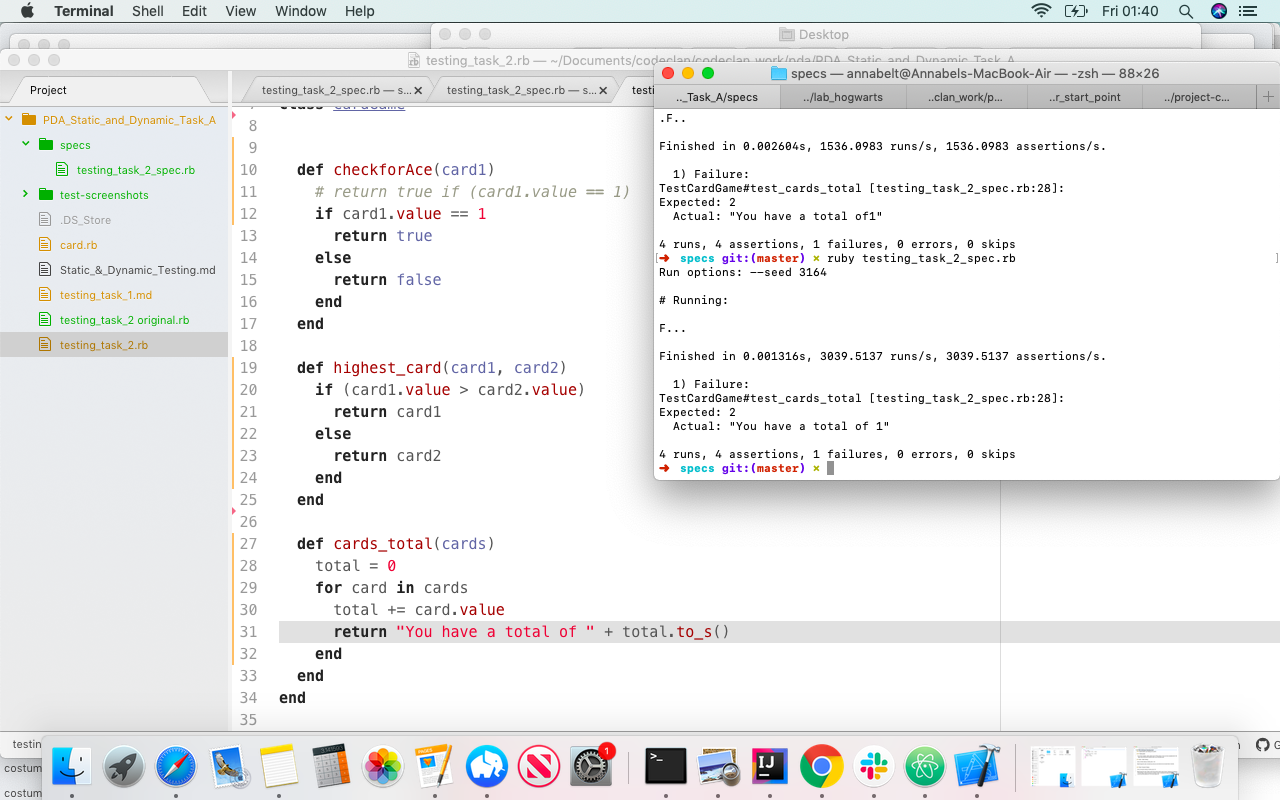 Terminal Shell Edit View Window Help Fri 01:40
Desktop
testing_task_2.rb — ~/Documents/codeclan/codeclan_work/pda/PDA_Static_and_Dynamic_Task_A
Project
testing_task_2_spec.rb — s...
testing_task_2_spec.rb — s...
PDA_Static_and_Dynamic_Task_A
specs
testing_task_2_spec.rb
test-screenshots
.DS_Store
card.rb
Static_&_Dynamic_Testing.md
testing_task_1.md
testing_task_2 original.rb
testing_task_2.rb
8
9
10 def checkforAce(card1)
11 # return true if (card1.value == 1)
12 if card1.value == 1
13 return true
14 else
15 return false
16 end
17 end
18
19 def highest_card(card1, card2)
20 if (card1.value > card2.value)
21 return card1
22 else
23 return card2
24 end
25 end
26
27 def cards_total(cards)
28 total = 0
29 for card in cards
30 total += card.value
31 return "You have a total of " + total.to_s()
32 end
33 end
34 end
35
specs — annabelt@Annabels-MacBook-Air — -zsh — 88×26
.._Task_A/specs ../lab_hogwarts ..clan_work/p... ..r_start_point ../project-c...
.F..
Finished in 0.002604s, 1536.0983 runs/s, 1536.0983 assertions/s.
1) Failure:
TestCardGame#test_cards_total [testing_task_2_spec.rb:28]:
Expected: 2
Actual: "You have a total of1"
4 runs, 4 assertions, 1 failures, 0 errors, 0 skips
➜ specs git:(master) × ruby testing_task_2_spec.rb
Run options: --seed 3164
# Running:
F...
Finished in 0.001316s, 3039.5137 runs/s, 3039.5137 assertions/s.
1) Failure:
TestCardGame#test_cards_total [testing_task_2_spec.rb:28]:
Expected: 2
Actual: "You have a total of 1"
4 runs, 4 assertions, 1 failures, 0 errors, 0 skips
➜ specs git:(master) ×
costum
costum
PAGES
1
>_
IJ